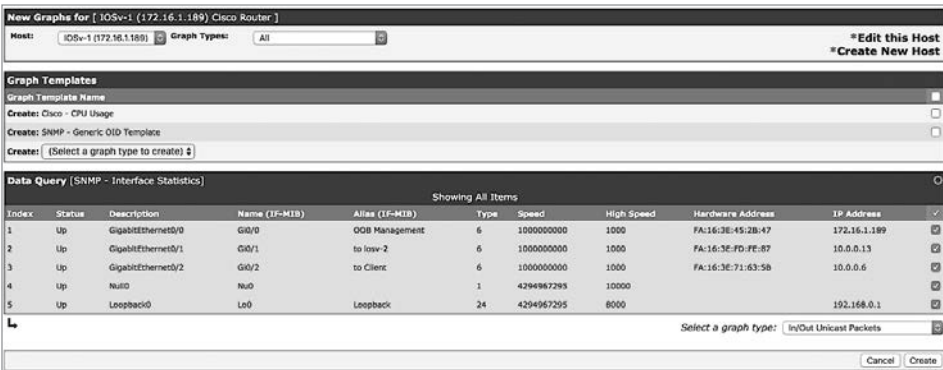 New Graphs for [ IOSv-1 (172.16.1.189) Cisco Router ]
Host: IOSv-1 (172.16.1.189) Graph Types: All
*Edit this Host
*Create New Host
Graph Templates
Graph Template Name
Create: Cisco - CPU Usage
Create: SNMP - Generic OID Template
Create: (Select a graph type to create)
Data Query [SNMP - Interface Statistics]
Showing All Items
Index Status Description Name (IF-MIB) Alias (IF-MIB) Type Speed High Speed Hardware Address IP Address
1 Up GigabitEthernet0/0 Gi0/0 OOB Management 6 1000000000 1000 FA:16:3E:45:2B:47 172.16.1.189
2 Up GigabitEthernet0/1 Gi0/1 to iosv-2 6 1000000000 1000 FA:16:3E:FD:FE:87 10.0.0.13
3 Up GigabitEthernet0/2 Gi0/2 to Client 6 1000000000 1000 FA:16:3E:71:63:5B 10.0.0.6
4 Up Null0 Nu0 1 4294967295 10000
5 Up Loopback0 Lo0 Loopback 24 4294967295 8000 192.168.0.1
Select a graph type: In/Out Unicast Packets
Cancel Create